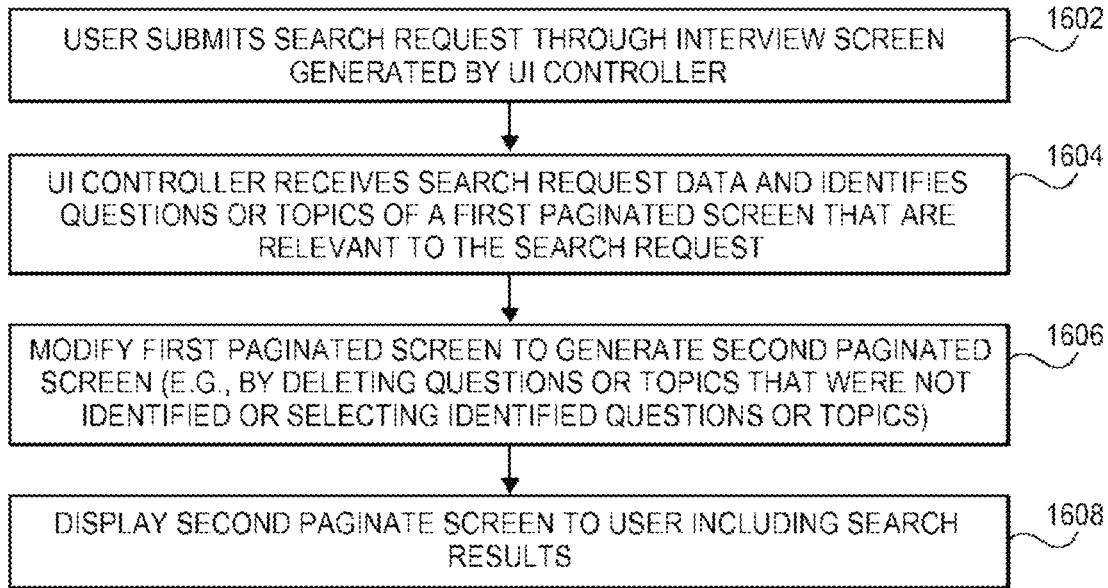 1602
USER SUBMITS SEARCH REQUEST THROUGH INTERVIEW SCREEN
GENERATED BY UI CONTROLLER
1604
UI CONTROLLER RECEIVES SEARCH REQUEST DATA AND IDENTIFIES
QUESTIONS OR TOPICS OF A FIRST PAGINATED SCREEN THAT ARE
RELEVANT TO THE SEARCH REQUEST
1606
MODIFY FIRST PAGINATED SCREEN TO GENERATE SECOND PAGINATED
SCREEN (E.G., BY DELETING QUESTIONS OR TOPICS THAT WERE NOT
IDENTIFIED OR SELECTING IDENTIFIED QUESTIONS OR TOPICS)
1608
DISPLAY SECOND PAGINATE SCREEN TO USER INCLUDING SEARCH
RESULTS